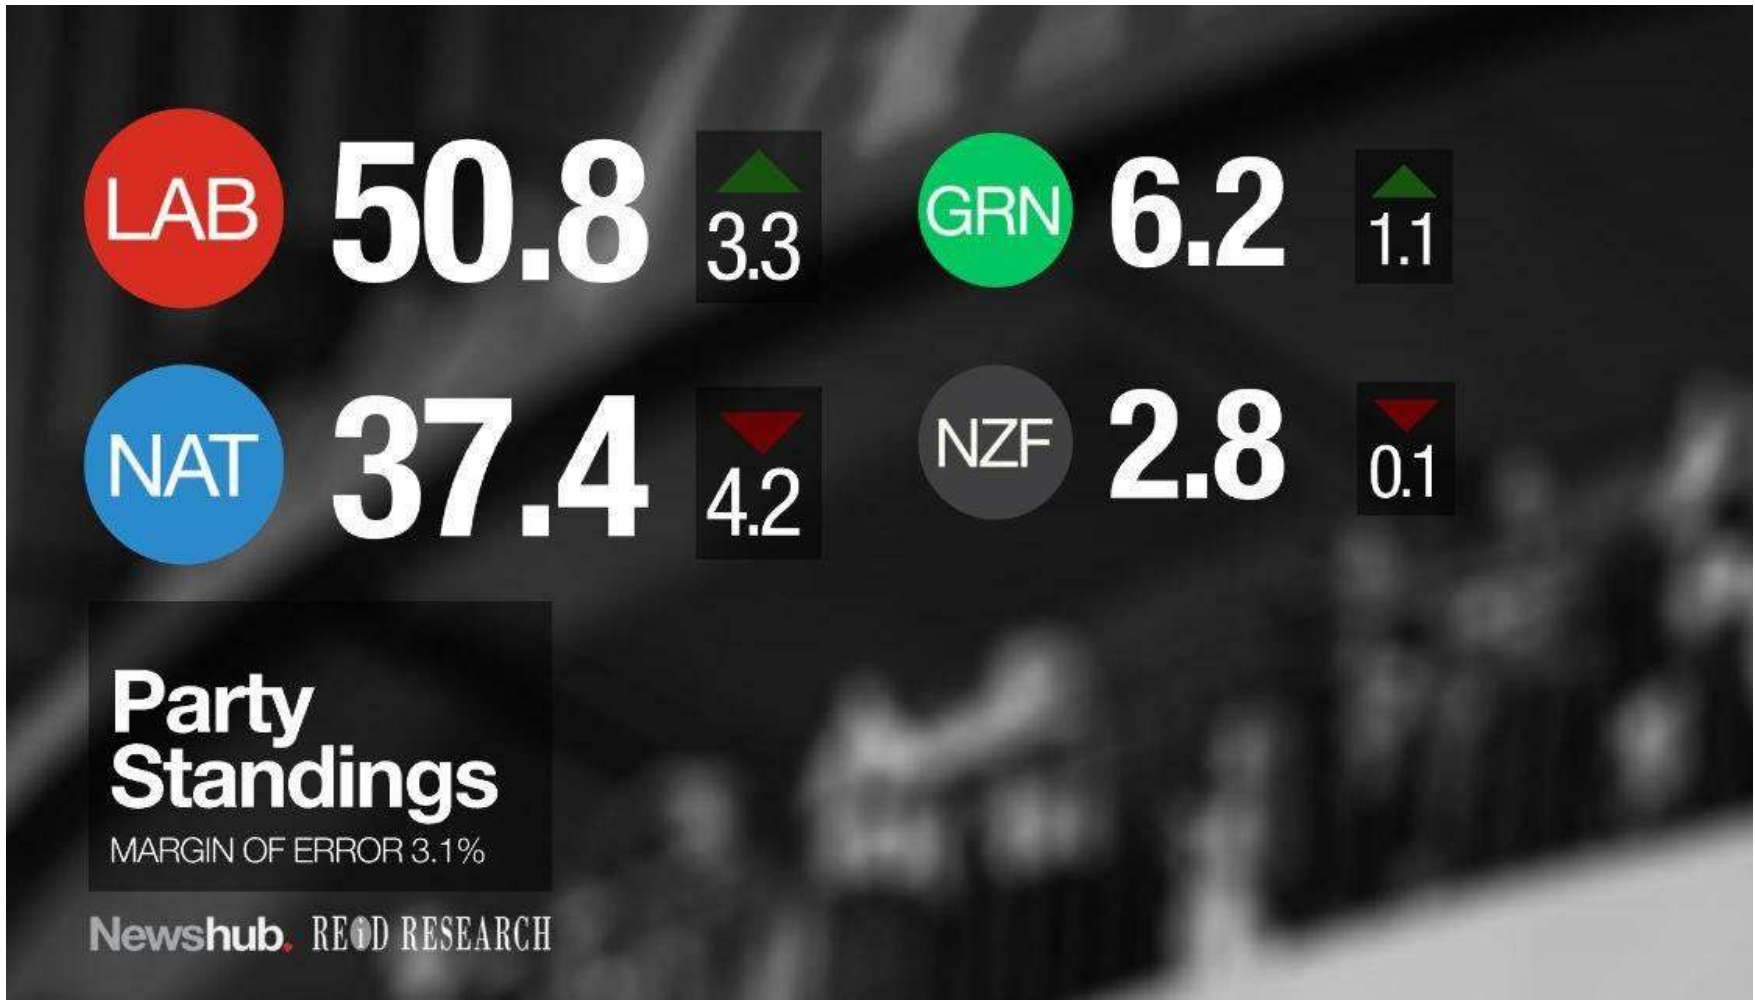 LAB 50.8 3.3
GRN 6.2 1.1
NAT 37.4 4.2
NZF 2.8 0.1
Party
Standings
MARGIN OF ERROR 3.1%
Newshub. REID RESEARCH